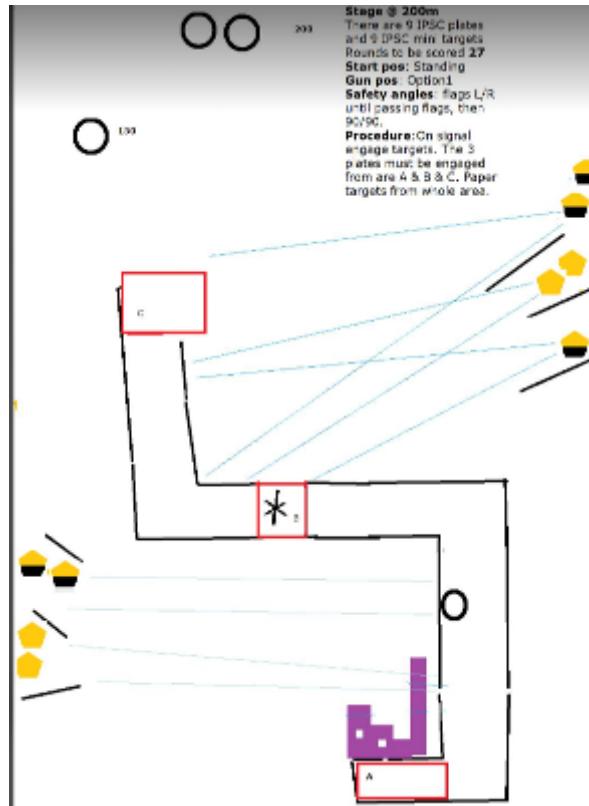 Stage @ 200m
There are 9 IPSC plates
and 9 IPSC mini targets
Rounds to be scored 27
Start pos: Standing
Gun pos: Option1
Safety angles: flags L/R
until passing flags, then
90/90.
Procedure:On signal
engage targets. The 3
plates must be engaged
from are A & B & C. Paper
targets from whole area.
200
C
A